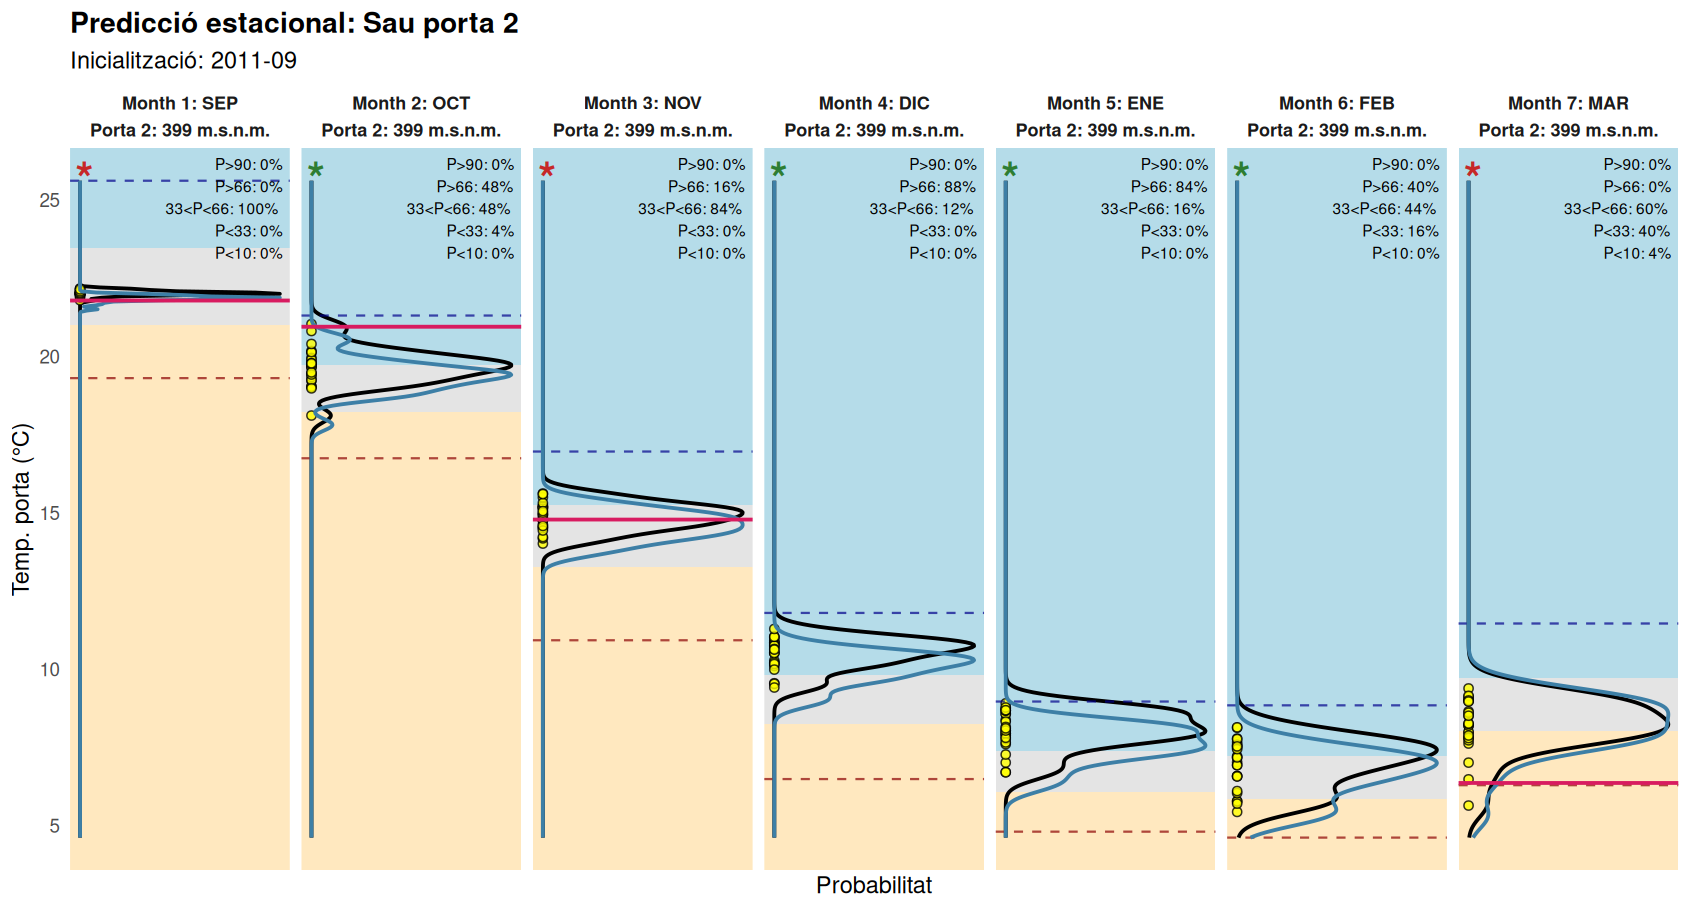 Predicció estacional: Sau porta 2
Inicialització: 2011-09
Month 1: SEP
Porta 2: 399 m.s.n.m.
Month 2: OCT
Porta 2: 399 m.s.n.m.
Month 3: NOV
Porta 2: 399 m.s.n.m.
Month 4: DIC
Porta 2: 399 m.s.n.m.
Month 5: ENE
Porta 2: 399 m.s.n.m.
Month 6: FEB
Porta 2: 399 m.s.n.m.
Month 7: MAR
Porta 2: 399 m.s.n.m.
*
P>90: 0%
P>66: 0%
33<P<66: 100%
P<33: 0%
P<10: 0%
*
P>90: 0%
P>66: 48%
33<P<66: 48%
P<33: 4%
P<10: 0%
*
P>90: 0%
P>66: 16%
33<P<66: 84%
P<33: 0%
P<10: 0%
*
P>90: 0%
P>66: 88%
33<P<66: 12%
P<33: 0%
P<10: 0%
*
P>90: 0%
P>66: 84%
33<P<66: 16%
P<33: 0%
P<10: 0%
*
P>90: 0%
P>66: 40%
33<P<66: 44%
P<33: 16%
P<10: 0%
*
P>90: 0%
P>66: 0%
33<P<66: 60%
P<33: 40%
P<10: 4%
25
20
15
10
5
Temp. porta (°C)
Probabilitat